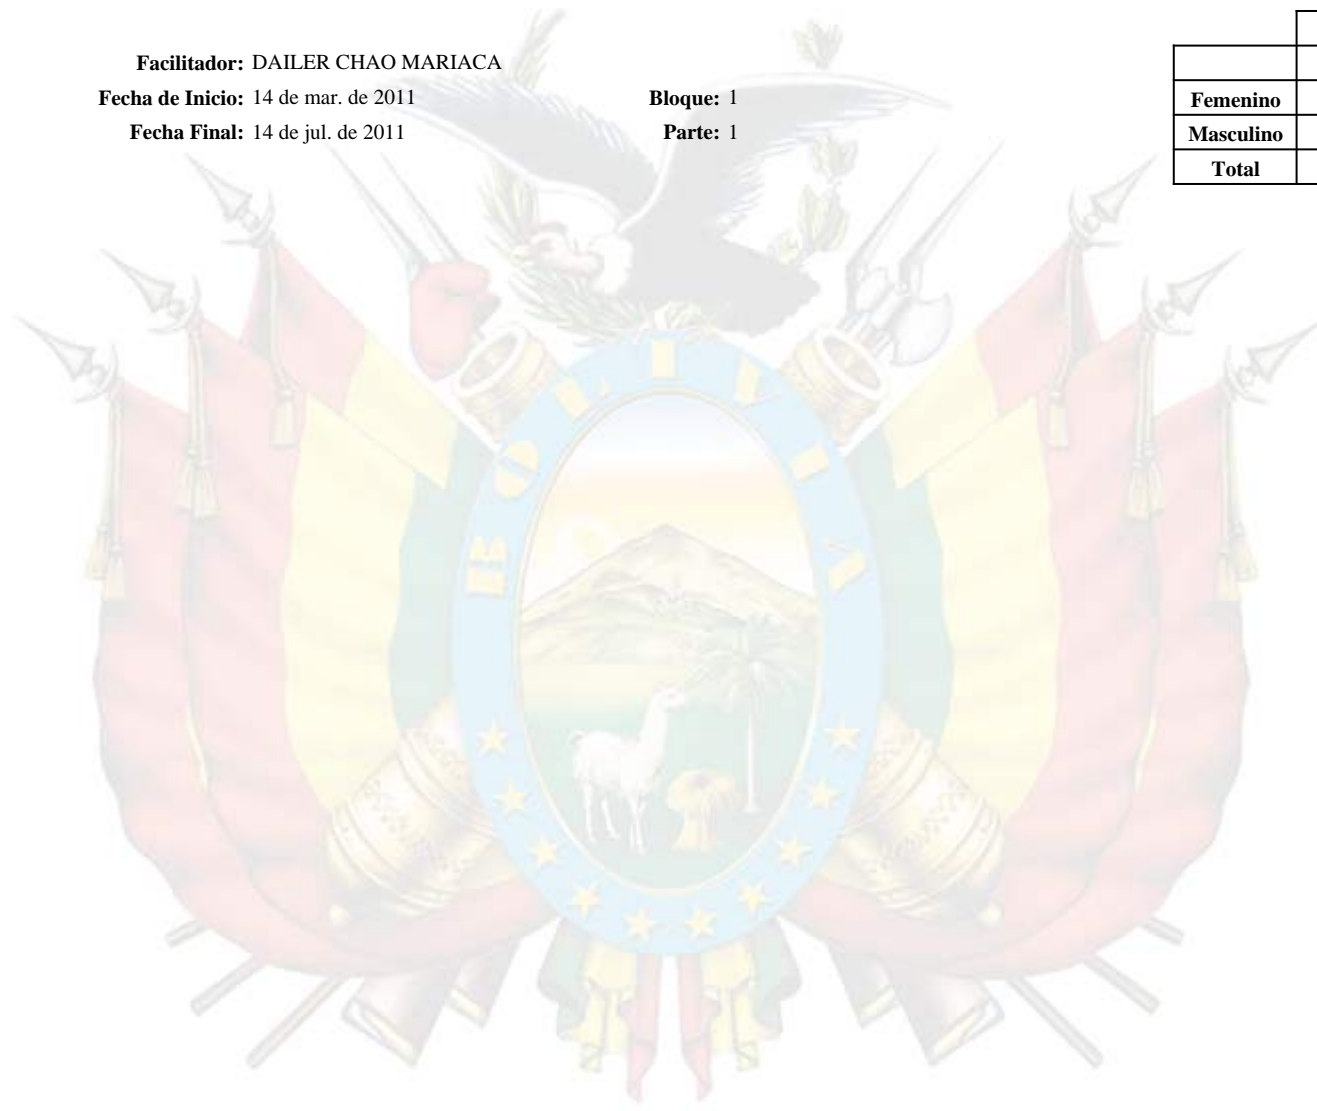 Facilitador: DAILER CHAO MARIACA
Fecha de Inicio: 14 de mar. de 2011 Bloque: 1
Fecha Final: 14 de jul. de 2011 Parte: 1
Femenino
Masculino
Total
BOLIVIA